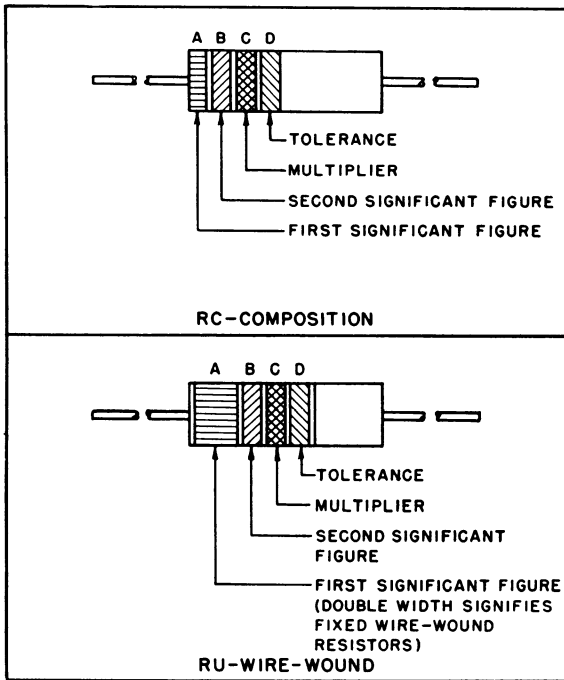 A B C D
TOLERANCE
MULTIPLIER
SECOND SIGNIFICANT FIGURE
FIRST SIGNIFICANT FIGURE
RC-COMPOSITION
A B C D
TOLERANCE
MULTIPLIER
SECOND SIGNIFICANT
FIGURE
FIRST SIGNIFICANT FIGURE
(DOUBLE WIDTH SIGNIFIES
FIXED WIRE-WOUND
RESISTORS)
RU-WIRE-WOUND